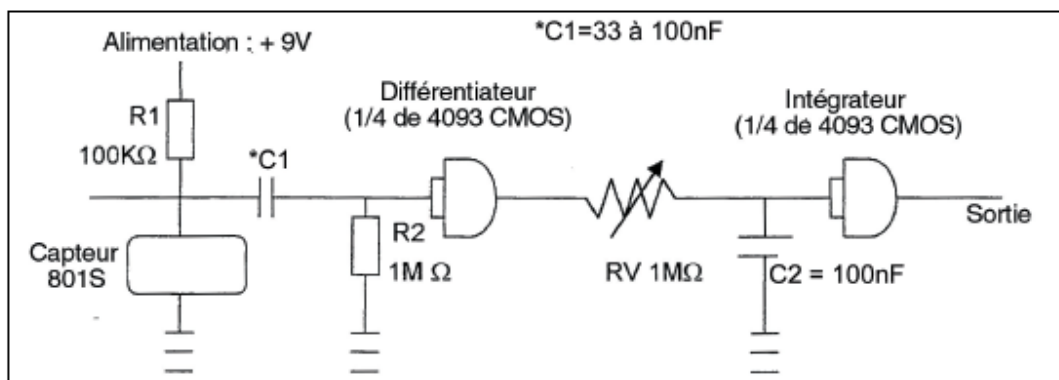 Alimentation : + 9V
*C1=33 à 100nF
Différentiateur
(1/4 de 4093 CMOS)
Intégrateur
(1/4 de 4093 CMOS)
R1
100KΩ
*C1
Capteur
801S
R2
1M Ω
RV 1MΩ
C2 = 100nF
Sortie